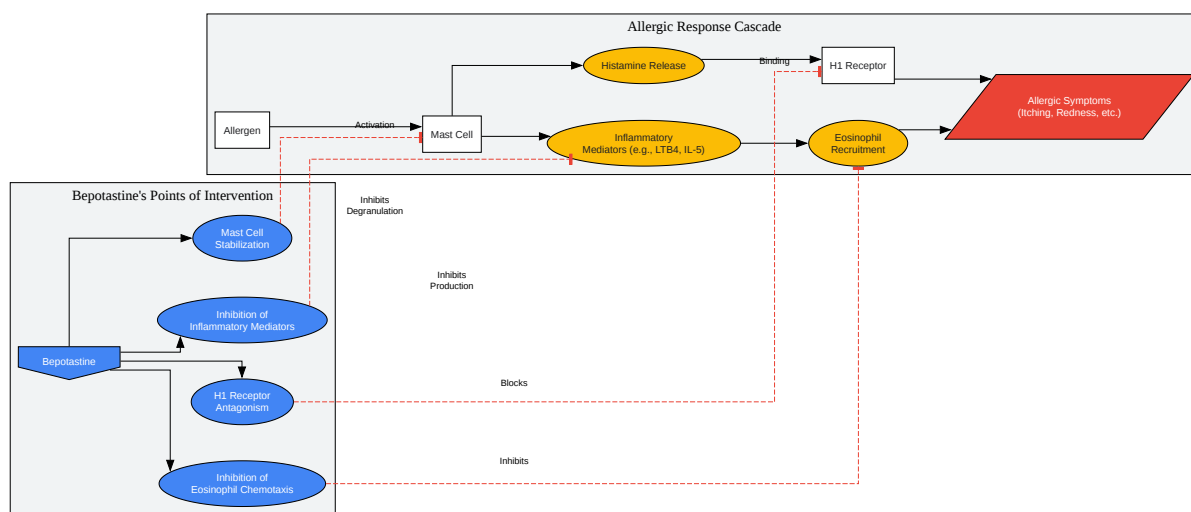 Allergic Response Cascade
Histamine Release
Binding
H1 Receptor
Allergic Symptoms
(Itching, Redness, etc.)
Allergen
Activation
Mast Cell
Inflammatory
Mediators (e.g., LTB4, IL-5)
Eosinophil
Recruitment
Bepotastine's Points of Intervention
Inhibits
Degranulation
Mast Cell
Stabilization
Inhibits
Production
Inhibition of
Inflammatory Mediators
Bepotastine
H1 Receptor
Antagonism
Blocks
Inhibits
Inhibition of
Eosinophil Chemotaxis